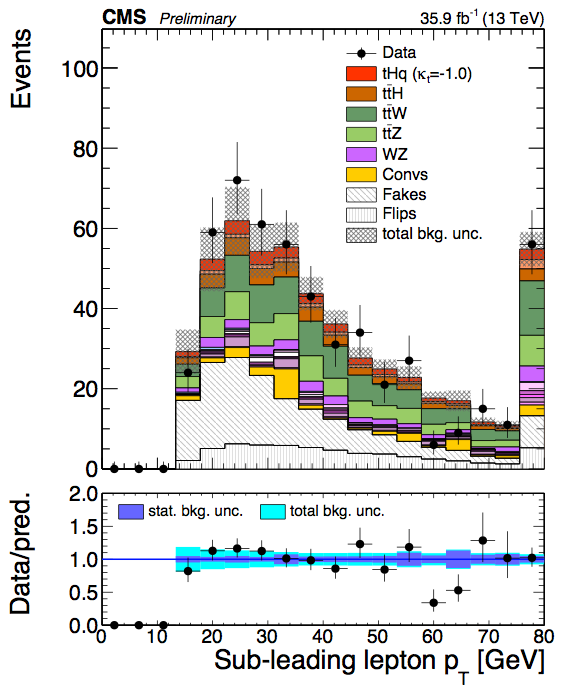 CMS Preliminary 35.9 fb⁻¹ (13 TeV)
Events
100
80
60
40
20
0
Data
tHq (κt=-1.0)
tt̄H
tt̄W
tt̄Z
WZ
Convs
Fakes
Flips
total bkg. unc.
Data/pred.
2.0
1.5
1.0
0.5
0.0
stat. bkg. unc. total bkg. unc.
0 10 20 30 40 50 60 70 80
Sub-leading lepton pT [GeV]